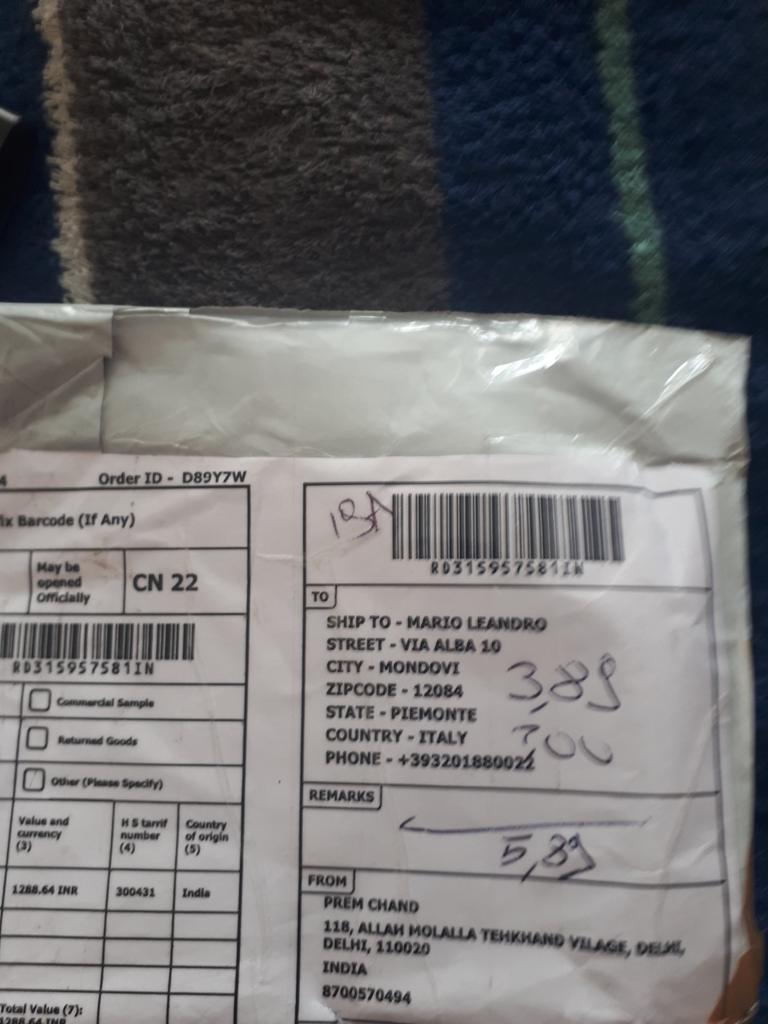 4 Order ID - D89Y7W
ix Barcode (If Any)
May be
opened
Officially
CN 22
RD315957581IN
Commercial Sample
Returned Goods
Other (Please Specify)
Value and
currency
(3)
H S tarrif
number
(4)
Country
of origin
(5)
1288.64 INR 300431 India
Total Value (7):
1288.64 INR
RD315957581IN
TO
SHIP TO - MARIO LEANDRO
STREET - VIA ALBA 10
CITY - MONDOVI
ZIPCODE - 12084
STATE - PIEMONTE
COUNTRY - ITALY
PHONE - +393201880022
3,89
REMARKS
5,89
FROM
PREM CHAND
118, ALLAH MOLALLA TEHKHAND VILAGE, DELHI,
DELHI, 110020
INDIA
8700570494